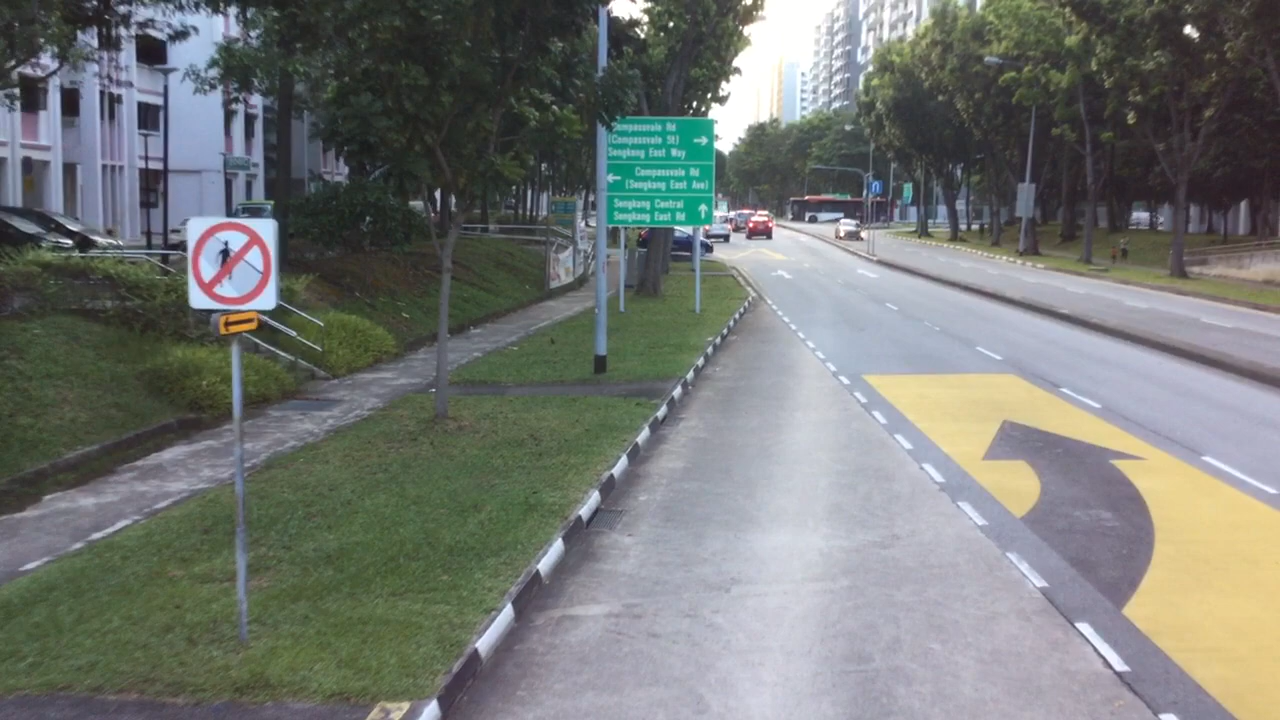 Compassvale Rd
(Compassvale St)
Sengkang East Way
Compassvale Rd
(Sengkang East Ave)
Sengkang Central
Sengkang East Rd